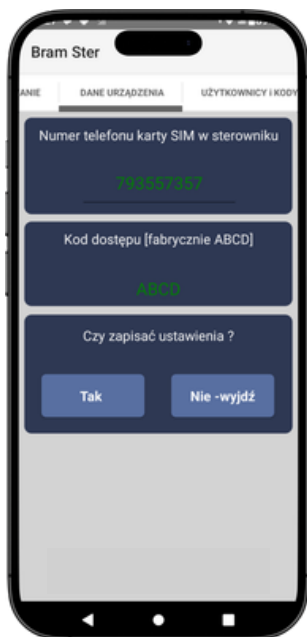 Bram Ster
ANIE DANE URZĄDZENIA UŻYTKOWNICY i KODY
Numer telefonu karty SIM w sterowniku
793557357
Kod dostępu [fabrycznie ABCD]
ABCD
Czy zapisać ustawienia ?
Tak Nie -wyjdź